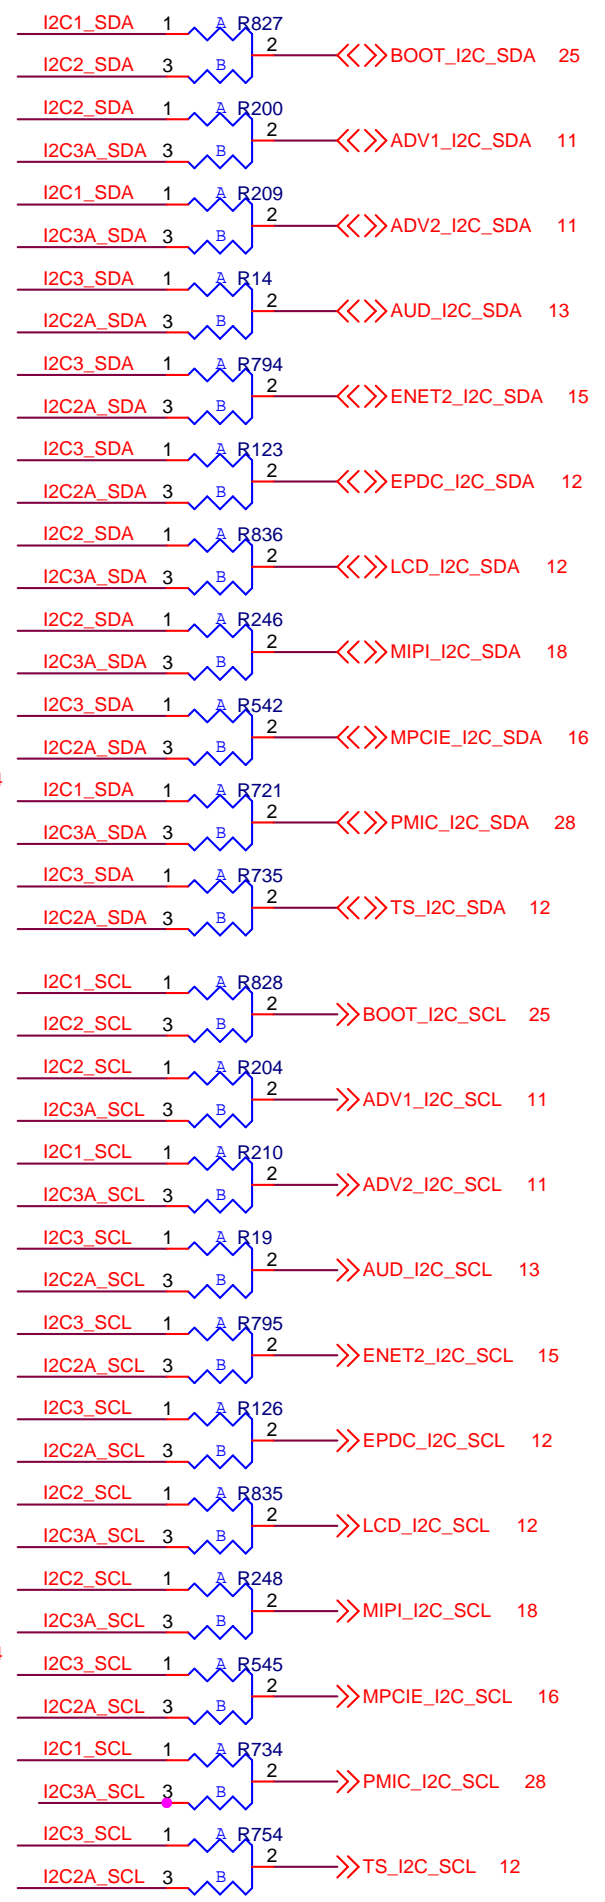 I2C1_SDA 1 A R827
2 BOOT_I2C_SDA 25
I2C2_SDA 3 B
I2C2_SDA 1 A R200
2 ADV1_I2C_SDA 11
I2C3A_SDA 3 B
I2C1_SDA 1 A R209
2 ADV2_I2C_SDA 11
I2C3A_SDA 3 B
I2C3_SDA 1 A R14
2 AUD_I2C_SDA 13
I2C2A_SDA 3 B
I2C3_SDA 1 A R794
2 ENET2_I2C_SDA 15
I2C2A_SDA 3 B
I2C3_SDA 1 A R123
2 EPDC_I2C_SDA 12
I2C2A_SDA 3 B
I2C2_SDA 1 A R836
2 LCD_I2C_SDA 12
I2C3A_SDA 3 B
I2C2_SDA 1 A R246
2 MIPI_I2C_SDA 18
I2C3A_SDA 3 B
I2C3_SDA 1 A R542
2 MPCIE_I2C_SDA 16
I2C2A_SDA 3 B
I2C1_SDA 1 A R721
2 PMIC_I2C_SDA 28
I2C3A_SDA 3 B
I2C3_SDA 1 A R735
2 TS_I2C_SDA 12
I2C2A_SDA 3 B
I2C1_SCL 1 A R828
2 BOOT_I2C_SCL 25
I2C2_SCL 3 B
I2C2_SCL 1 A R204
2 ADV1_I2C_SCL 11
I2C3A_SCL 3 B
I2C1_SCL 1 A R210
2 ADV2_I2C_SCL 11
I2C3A_SCL 3 B
I2C3_SCL 1 A R19
2 AUD_I2C_SCL 13
I2C2A_SCL 3 B
I2C3_SCL 1 A R795
2 ENET2_I2C_SCL 15
I2C2A_SCL 3 B
I2C3_SCL 1 A R126
2 EPDC_I2C_SCL 12
I2C2A_SCL 3 B
I2C2_SCL 1 A R835
2 LCD_I2C_SCL 12
I2C3A_SCL 3 B
I2C2_SCL 1 A R248
2 MIPI_I2C_SCL 18
I2C3A_SCL 3 B
I2C3_SCL 1 A R545
2 MPCIE_I2C_SCL 16
I2C2A_SCL 3 B
I2C1_SCL 1 A R734
2 PMIC_I2C_SCL 28
I2C3A_SCL 3 B
I2C3_SCL 1 A R754
2 TS_I2C_SCL 12
I2C2A_SCL 3 B